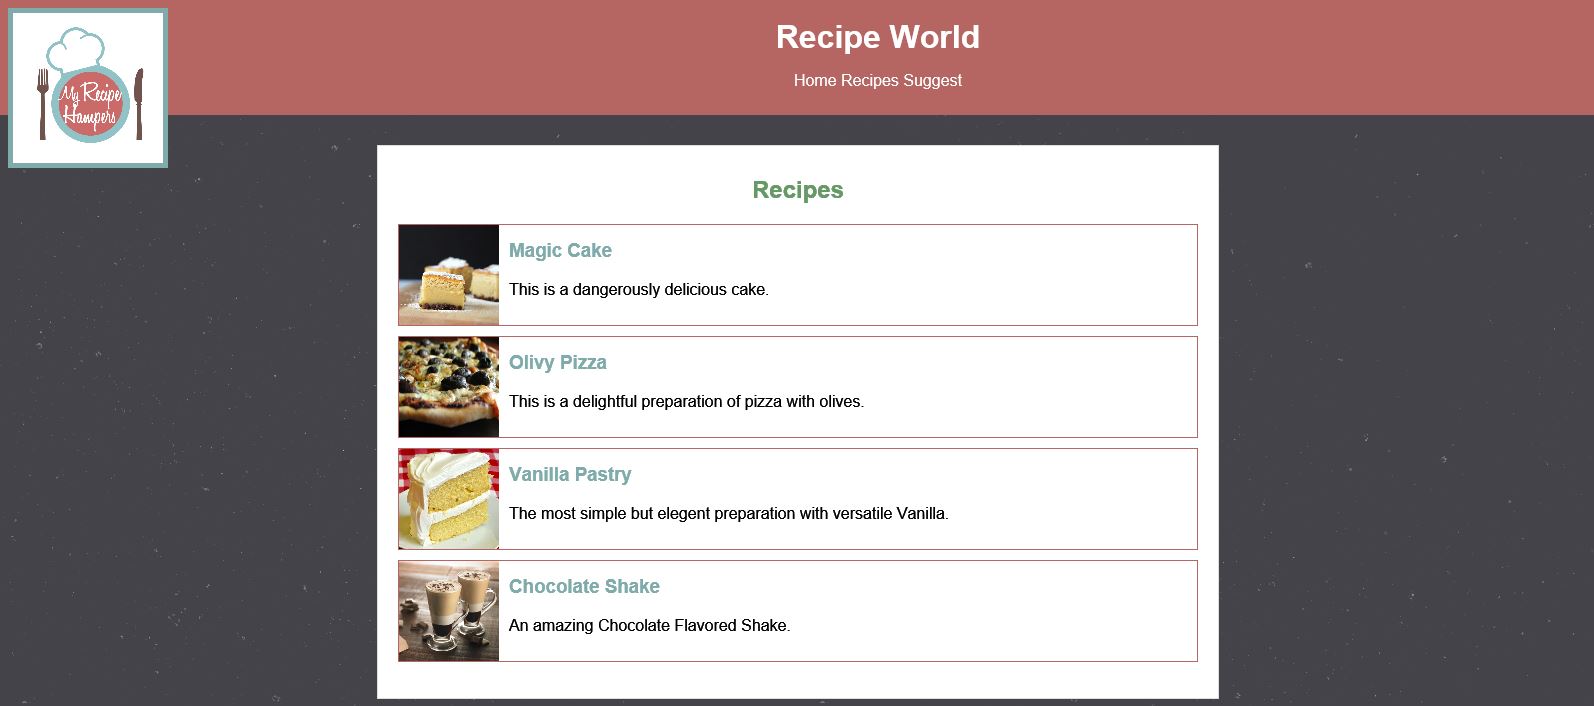 My Recipe
Hampers
Recipe World
Home Recipes Suggest
Recipes
Magic Cake
This is a dangerously delicious cake.
Olivy Pizza
This is a delightful preparation of pizza with olives.
Vanilla Pastry
The most simple but elegent preparation with versatile Vanilla.
Chocolate Shake
An amazing Chocolate Flavored Shake.